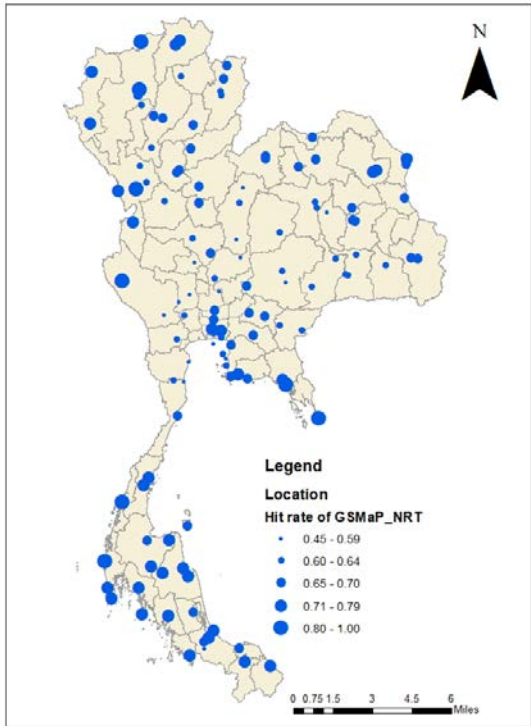 N
Legend
Location
Hit rate of GSMaP_NRT
0.45 - 0.59
0.60 - 0.64
0.65 - 0.70
0.71 - 0.79
0.80 - 1.00
0 0.75 1.5 3 4.5 6
Miles